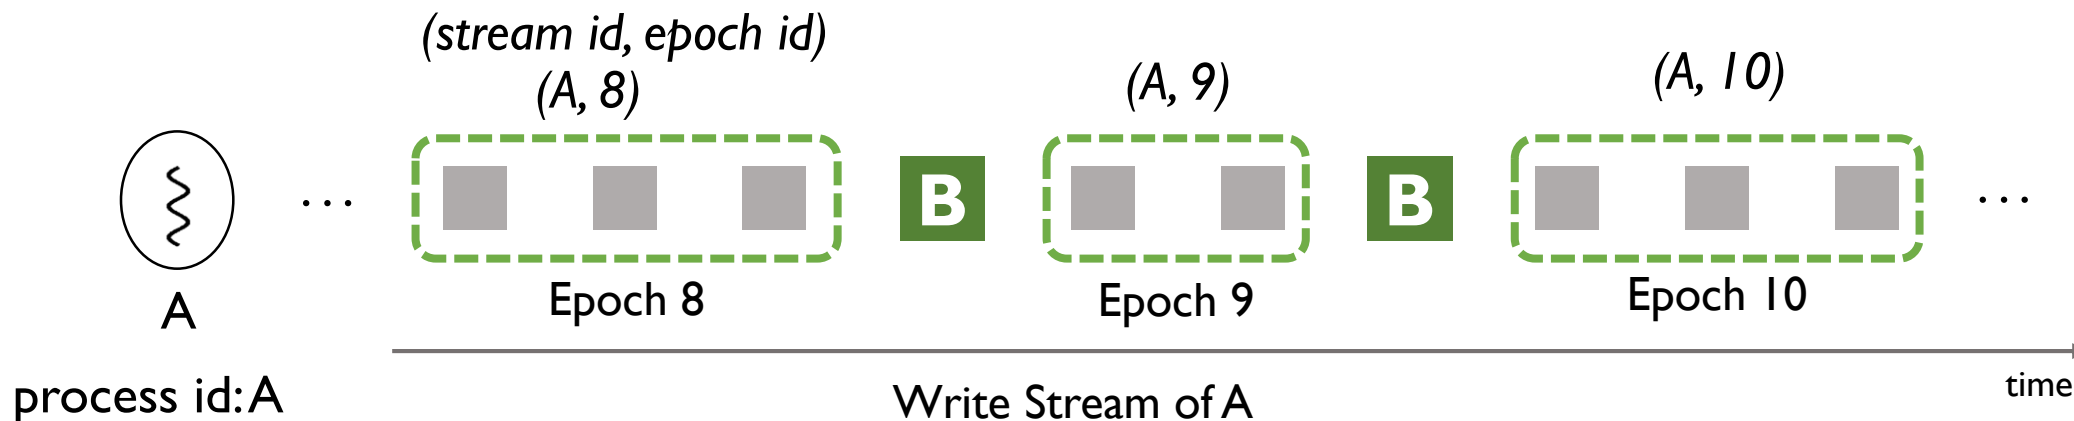 (stream id, epoch id)
(A, 8)
(A, 9)
(A, 10)
...
B
B
...
A
Epoch 8
Epoch 9
Epoch 10
process id: A
Write Stream of A
time